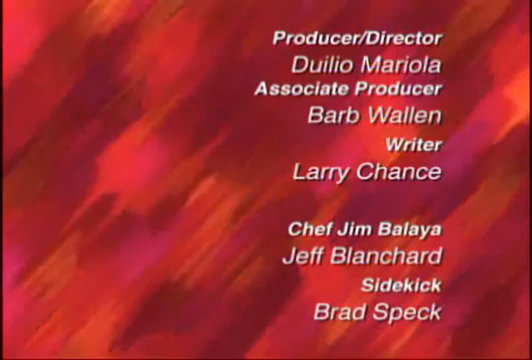 Producer/Director
Duilio Mariola
Associate Producer
Barb Wallen
Writer
Larry Chance
Chef Jim Balaya
Jeff Blanchard
Sidekick
Brad Speck